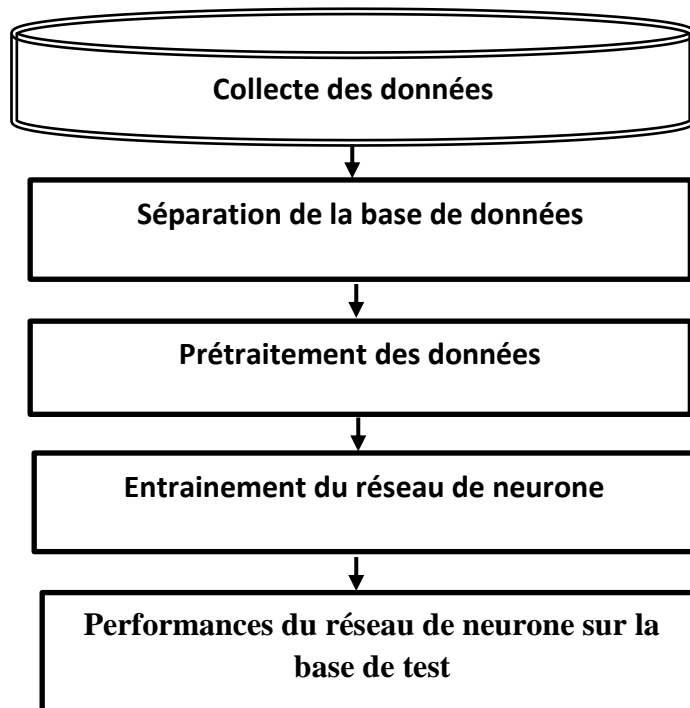 Collecte des données
Séparation de la base de données
Prétraitement des données
Entrainement du réseau de neurone
Performances du réseau de neurone sur la
base de test